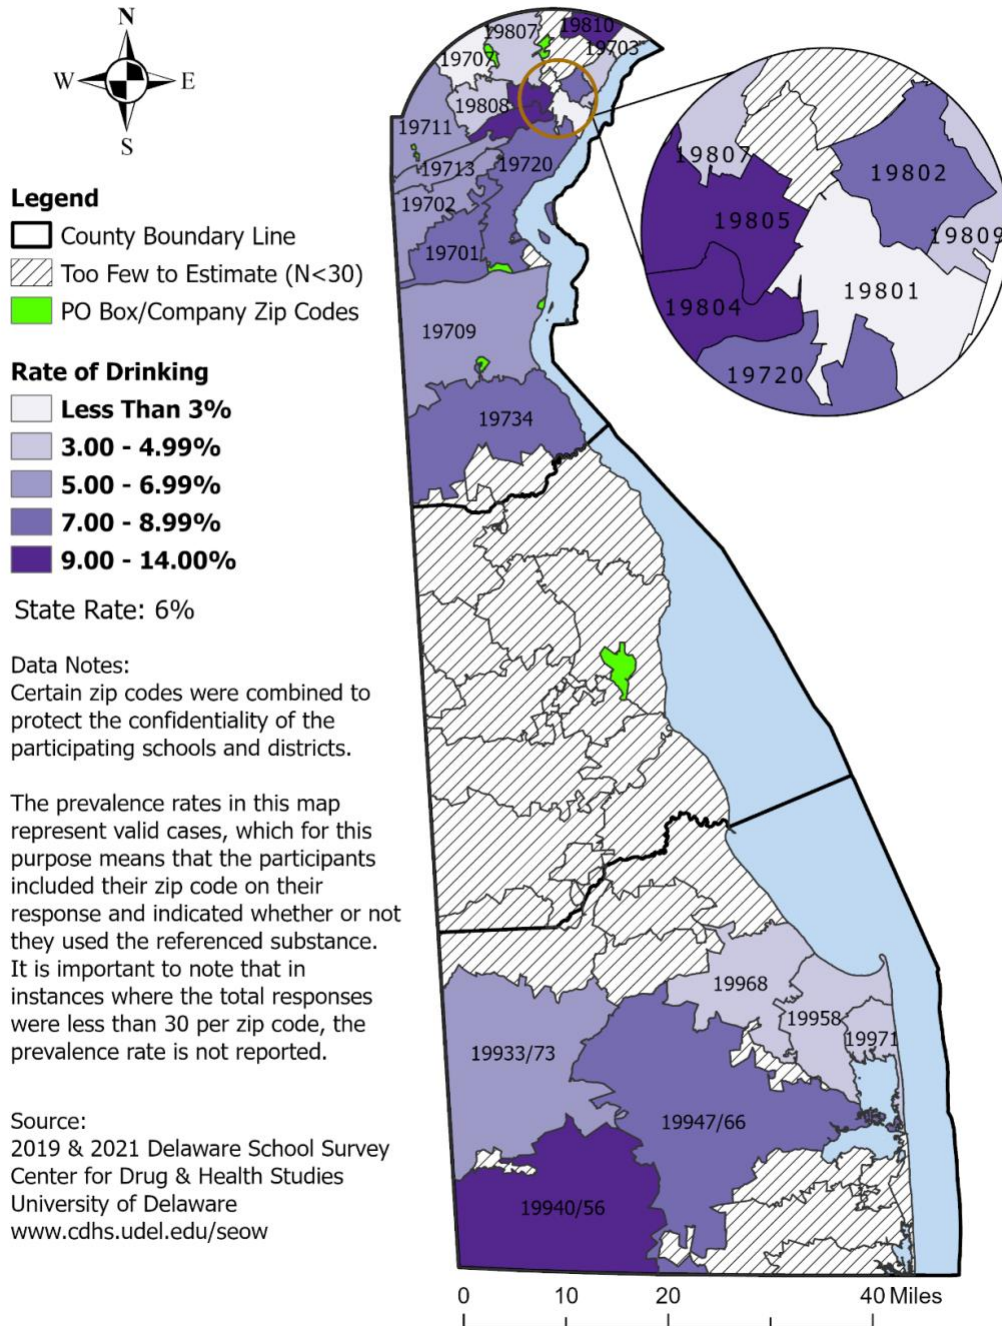 N
W
E
S
Legend
County Boundary Line
Too Few to Estimate (N<30)
PO Box/Company Zip Codes
Rate of Drinking
Less Than 3%
3.00 - 4.99%
5.00 - 6.99%
7.00 - 8.99%
9.00 - 14.00%
State Rate: 6%
Data Notes:
Certain zip codes were combined to
protect the confidentiality of the
participating schools and districts.
The prevalence rates in this map
represent valid cases, which for this
purpose means that the participants
included their zip code on their
response and indicated whether or not
they used the referenced substance.
It is important to note that in
instances where the total responses
were less than 30 per zip code, the
prevalence rate is not reported.
Source:
2019 & 2021 Delaware School Survey
Center for Drug & Health Studies
University of Delaware
www.cdhs.udel.edu/seow
19810
19807
19703
19707
19808
19711
19713
19720
19702
19701
19709
19734
19807
19802
19805
19809
19801
19804
19720
19968
19958
19971
19933/73
19947/66
19940/56
0 10 20 40 Miles